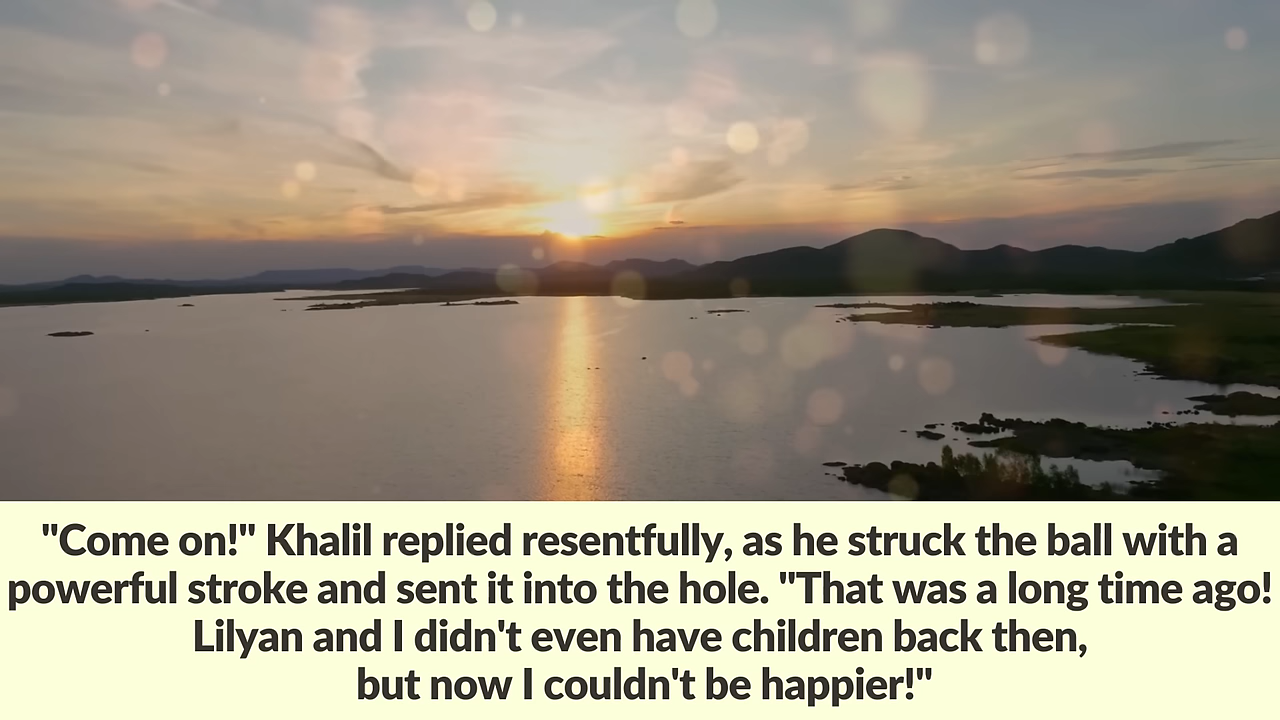 "Come on!" Khalil replied resentfully, as he struck the ball with a
powerful stroke and sent it into the hole. "That was a long time ago!
Lilyan and I didn't even have children back then,
but now I couldn't be happier!"